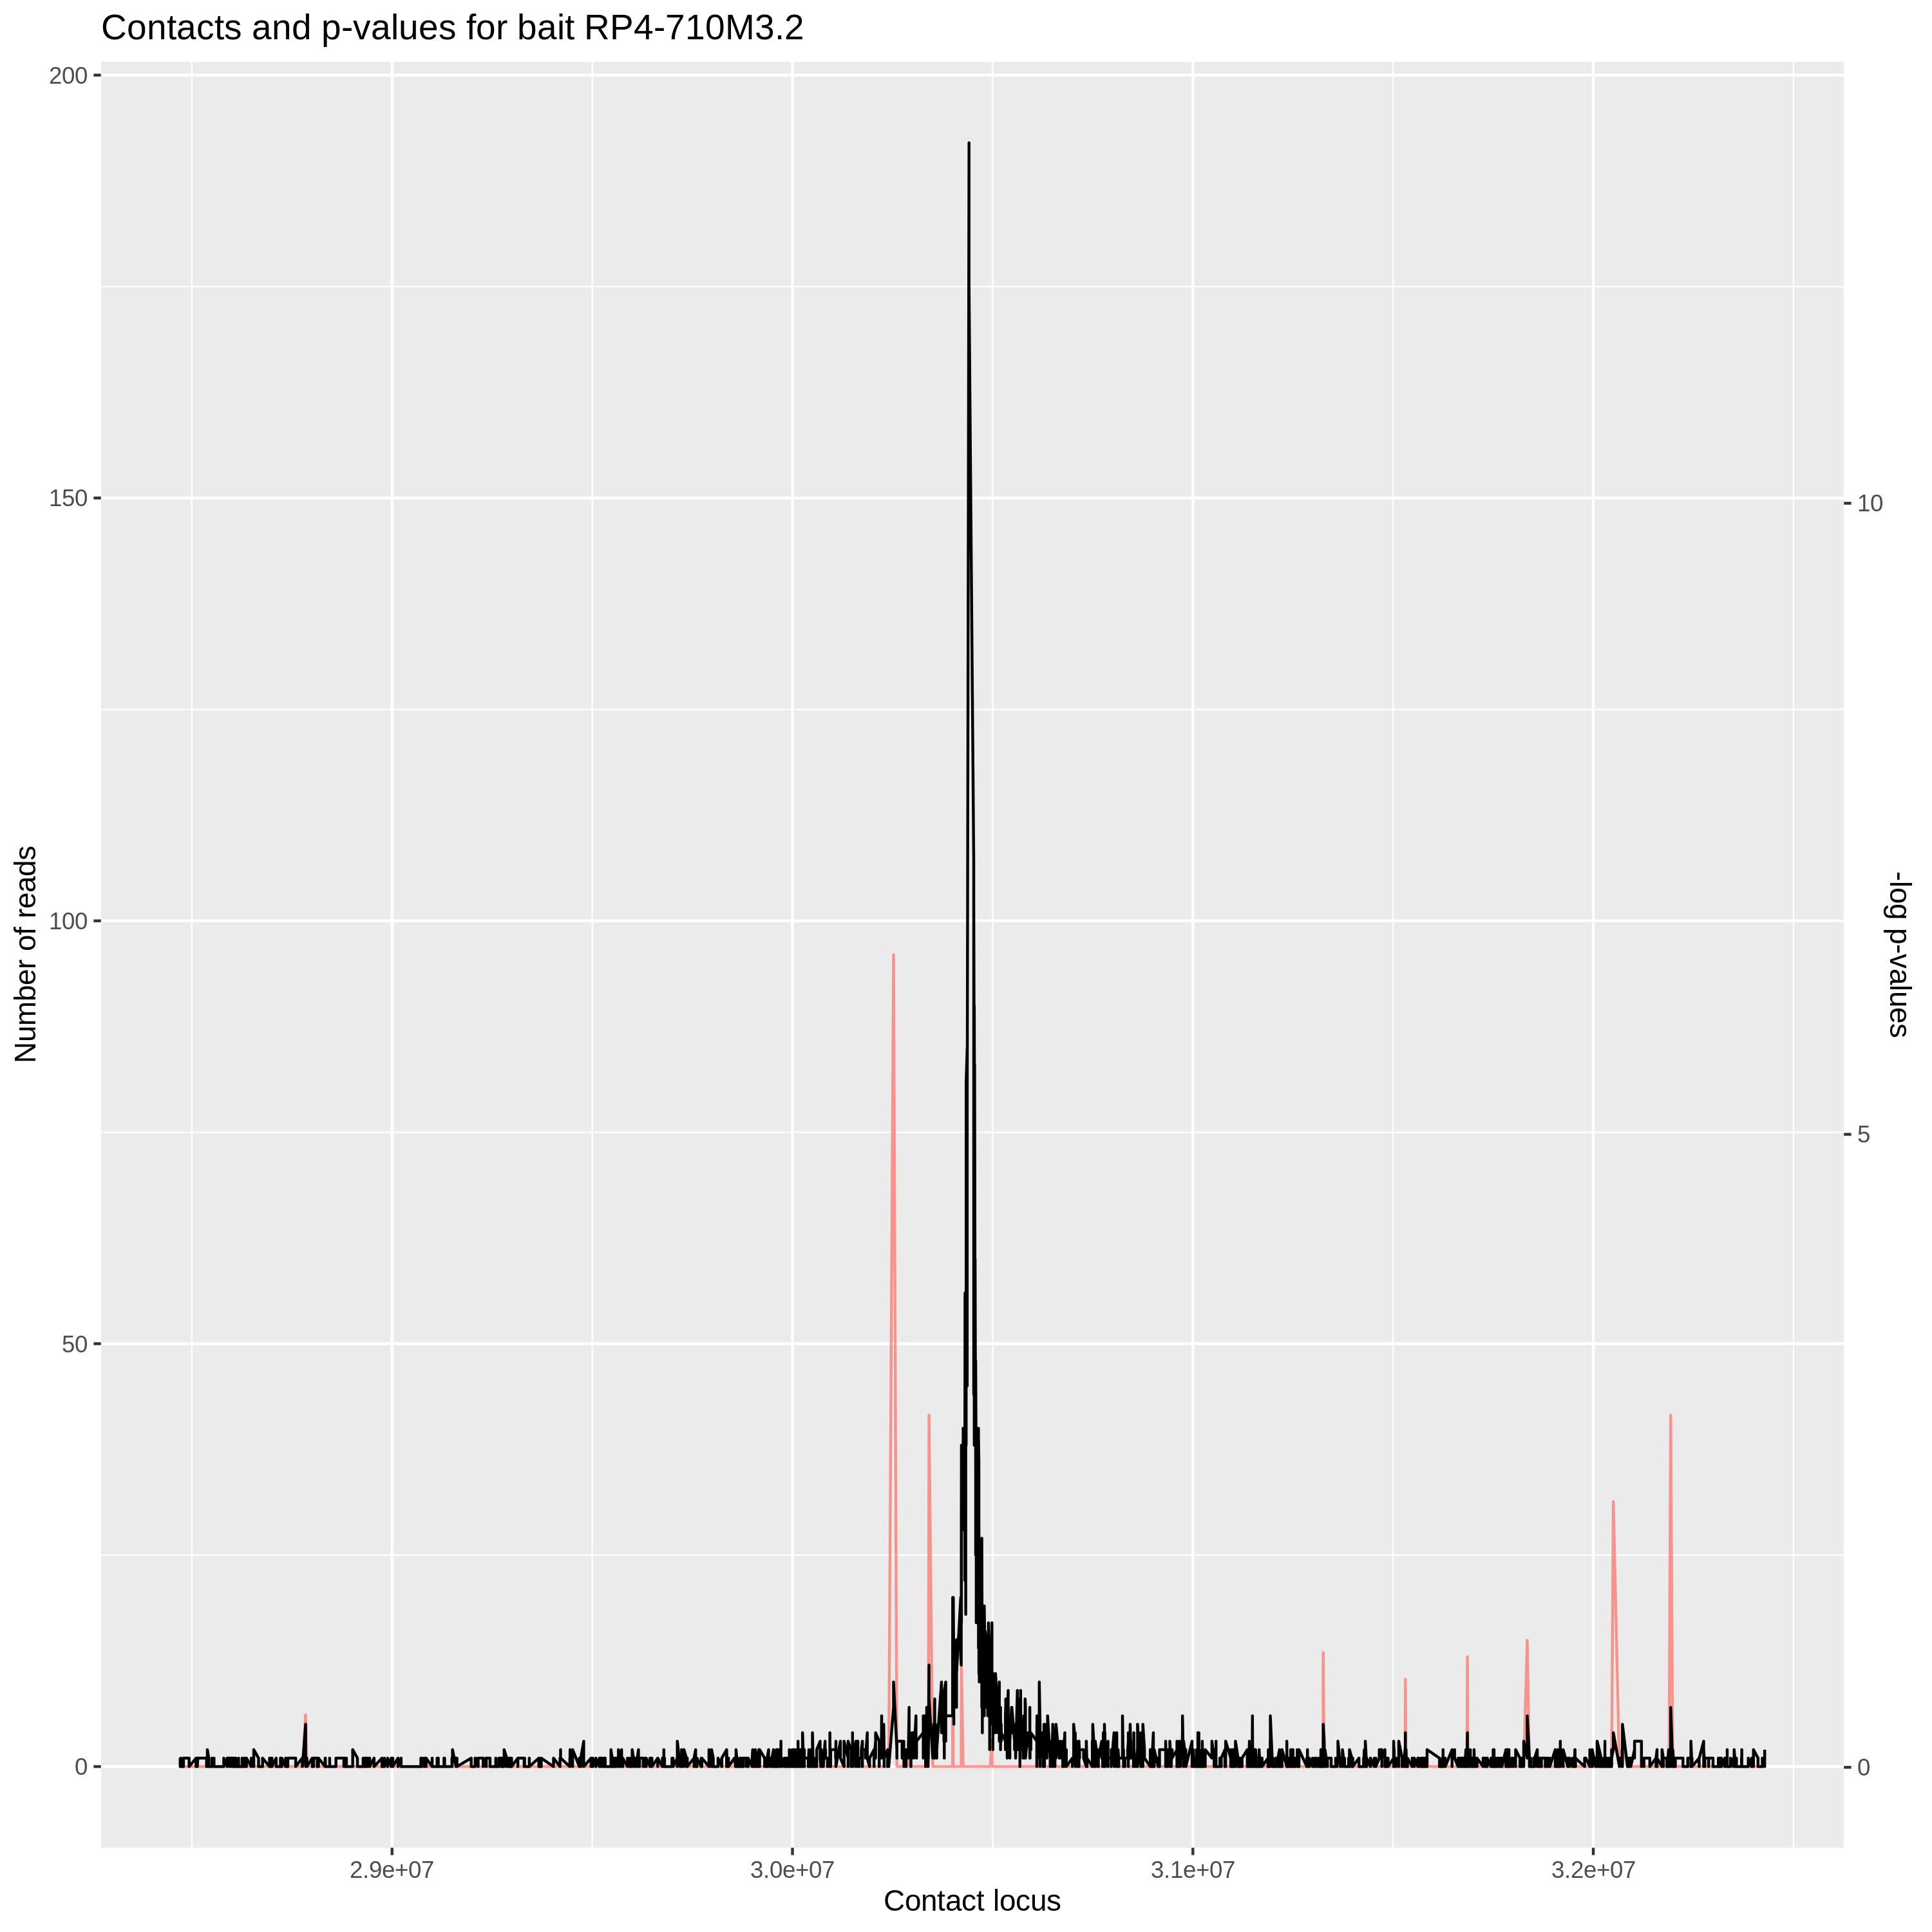 Contacts and p-values for bait RP4-710M3.2
200
150
100
50
0
Number of reads
10
5
0
-log p-values
2.9e+07
3.0e+07
3.1e+07
3.2e+07
Contact locus